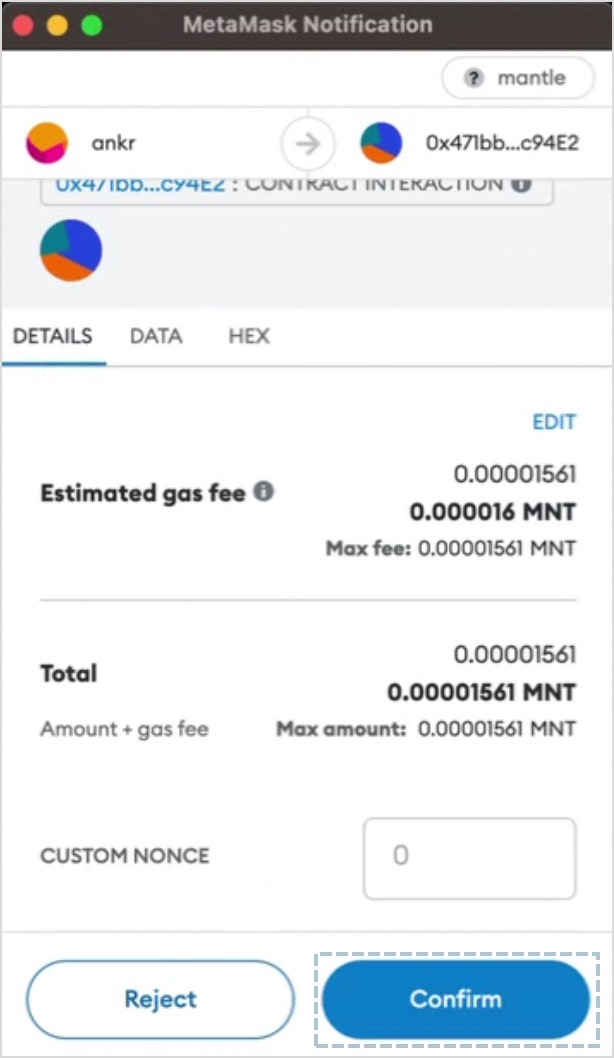 MetaMask Notification
? mantle
ankr
0x471bb...c94E2
0x471bb...c94E2 : CONTRACT INTERACTION
DETAILS DATA HEX
EDIT
0.00001561
Estimated gas fee
0.000016 MNT
Max fee: 0.00001561 MNT
0.00001561
Total
0.00001561 MNT
Amount + gas fee Max amount: 0.00001561 MNT
CUSTOM NONCE 0
Reject Confirm